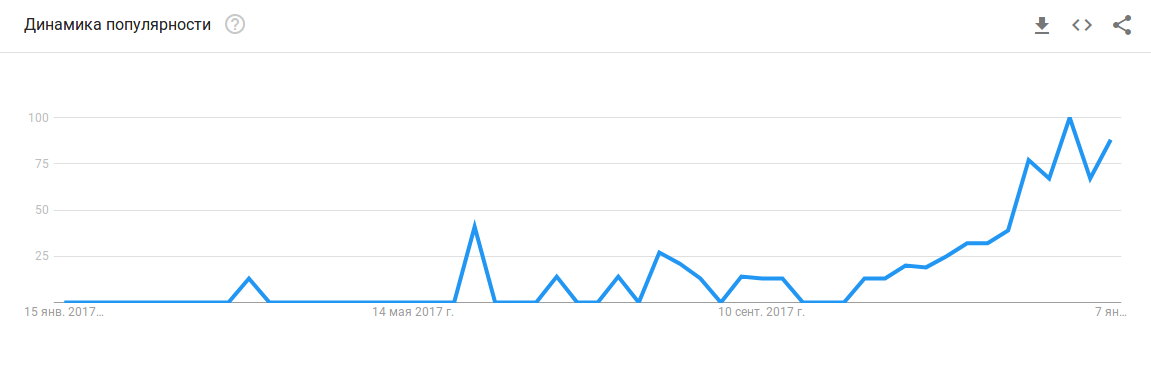 Динамика популярности
100
75
50
25
15 янв. 2017… 14 мая 2017 г. 10 сент. 2017 г. 7 ян…